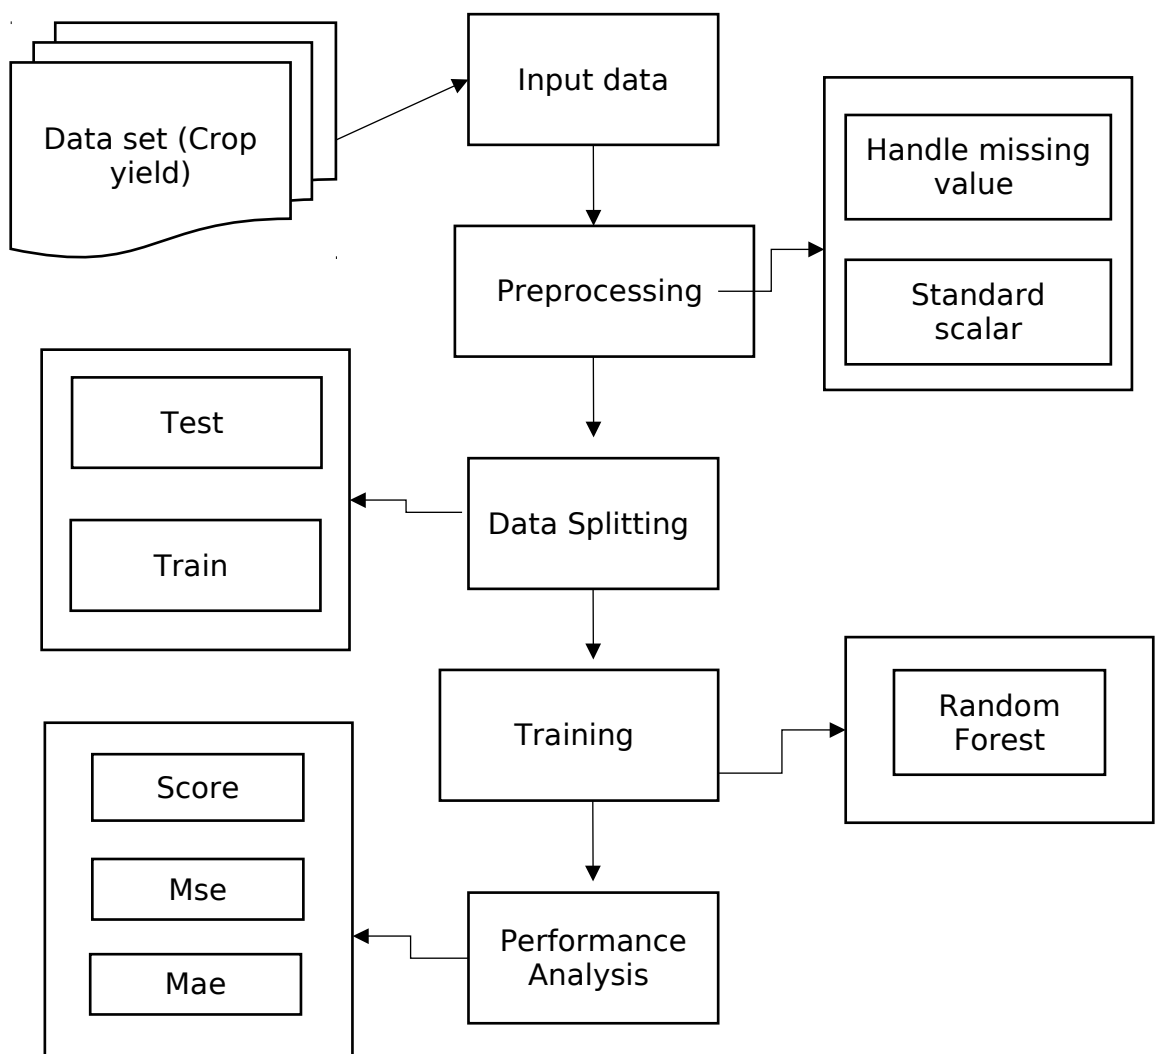 Input data
Data set (Crop
yield)
Handle missing
value
Preprocessing
Standard
scalar
Test
Data Splitting
Train
Training
Random
Forest
Score
Mse
Performance
Analysis
Mae